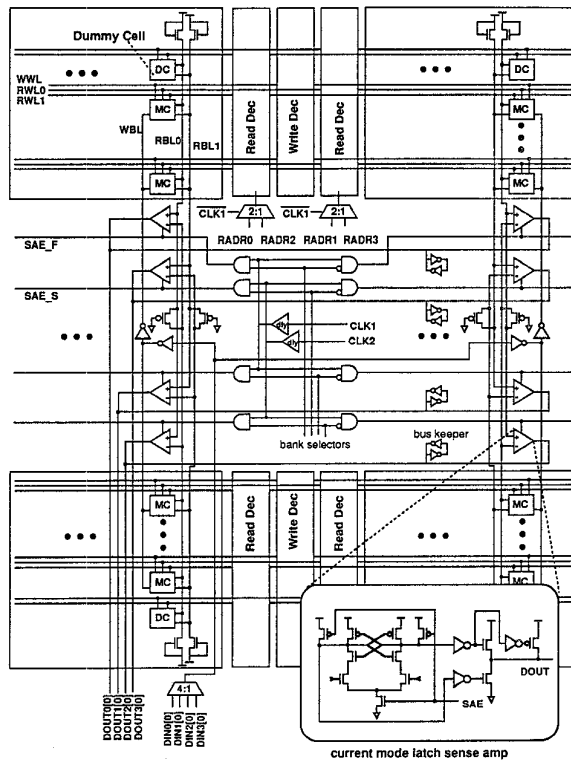 Dummy Cell
DC
DC
WWL
RWL0
RWL1
MC
MC
WBL
RBL0
RBL1
Read Dec
Write Dec
Read Dec
MC
MC
CLK1
2:1
CLK1
2:1
RADR0 RADR2 RADR1 RADR3
SAE_F
SAE_S
dly
CLK1
dly
CLK2
bank selectors
bus keeper
MC
MC
Read Dec
Write Dec
Read Dec
MC
MC
DC
4:1
DOUT0[0]
DOUT1[0]
DOUT2[0]
DOUT3[0]
DIN0[0]
DIN1[0]
DIN2[0]
DIN3[0]
DOUT
SAE
current mode latch sense amp